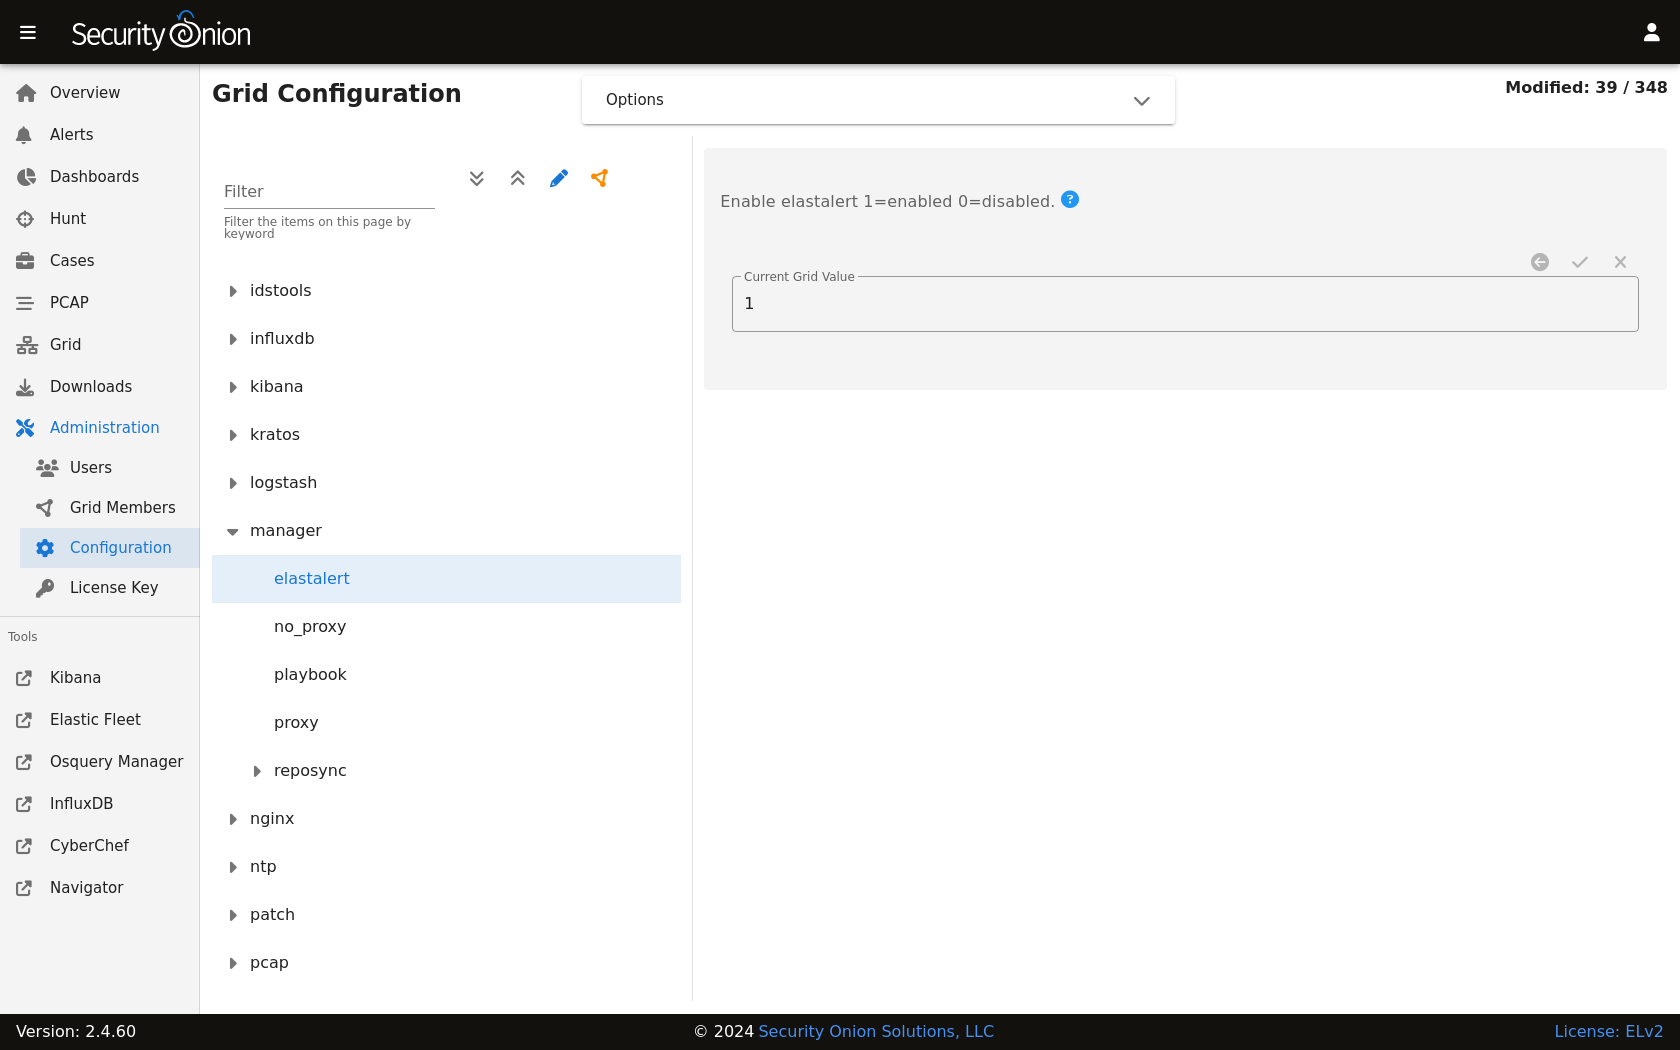 Security Onion
Overview
Alerts
Dashboards
Hunt
Cases
PCAP
Grid
Downloads
Administration
Users
Grid Members
Configuration
License Key
Tools
Kibana
Elastic Fleet
Osquery Manager
InfluxDB
CyberChef
Navigator
Grid Configuration
Options
Modified: 39 / 348
Filter
Filter the items on this page by
keyword
idstools
influxdb
kibana
kratos
logstash
manager
elastalert
no_proxy
playbook
proxy
reposync
nginx
ntp
patch
pcap
Enable elastalert 1=enabled 0=disabled. ?
Current Grid Value
1
Version: 2.4.60
© 2024 Security Onion Solutions, LLC
License: ELv2